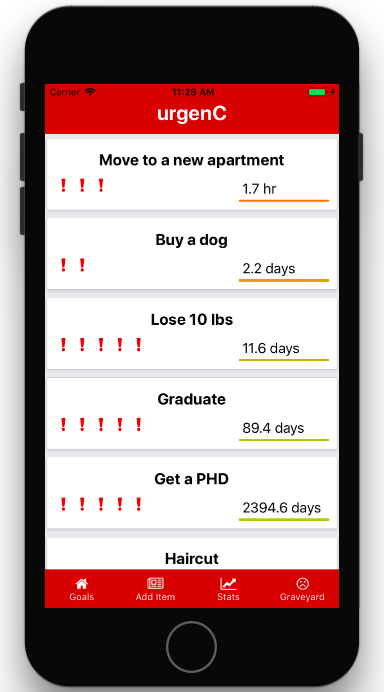 Carrier 11:28 AM
urgenC
Move to a new apartment
! ! ! 1.7 hr
Buy a dog
! ! 2.2 days
Lose 10 lbs
! ! ! ! ! 11.6 days
Graduate
! ! ! ! ! 89.4 days
Get a PHD
! ! ! ! ! 2394.6 days
Haircut
Goals Add Item Stats Graveyard